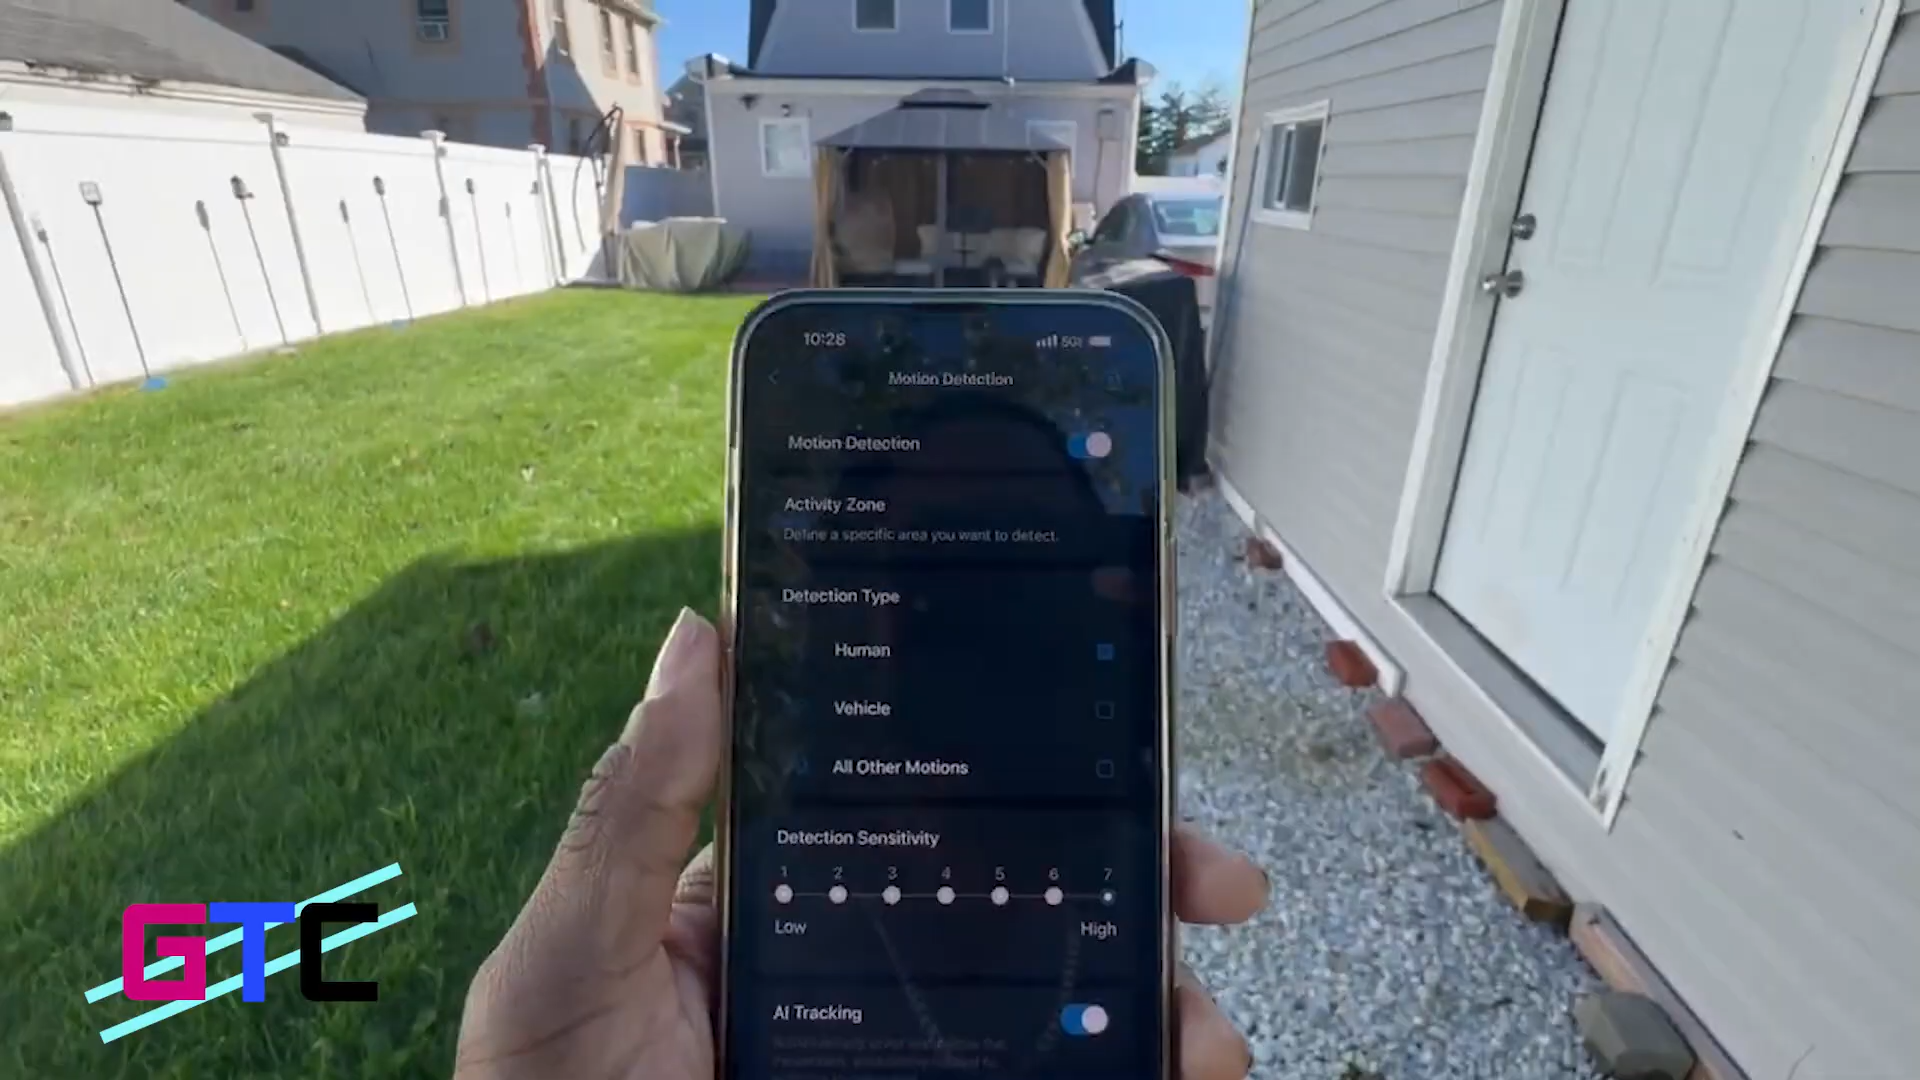 10:28
5G
Motion Detection
Motion Detection
Activity Zone
Define a specific area you want to detect.
Detection Type
Human
Vehicle
All Other Motions
Detection Sensitivity
1 2 3 4 5 6 7
Low High
AI Tracking
GTC